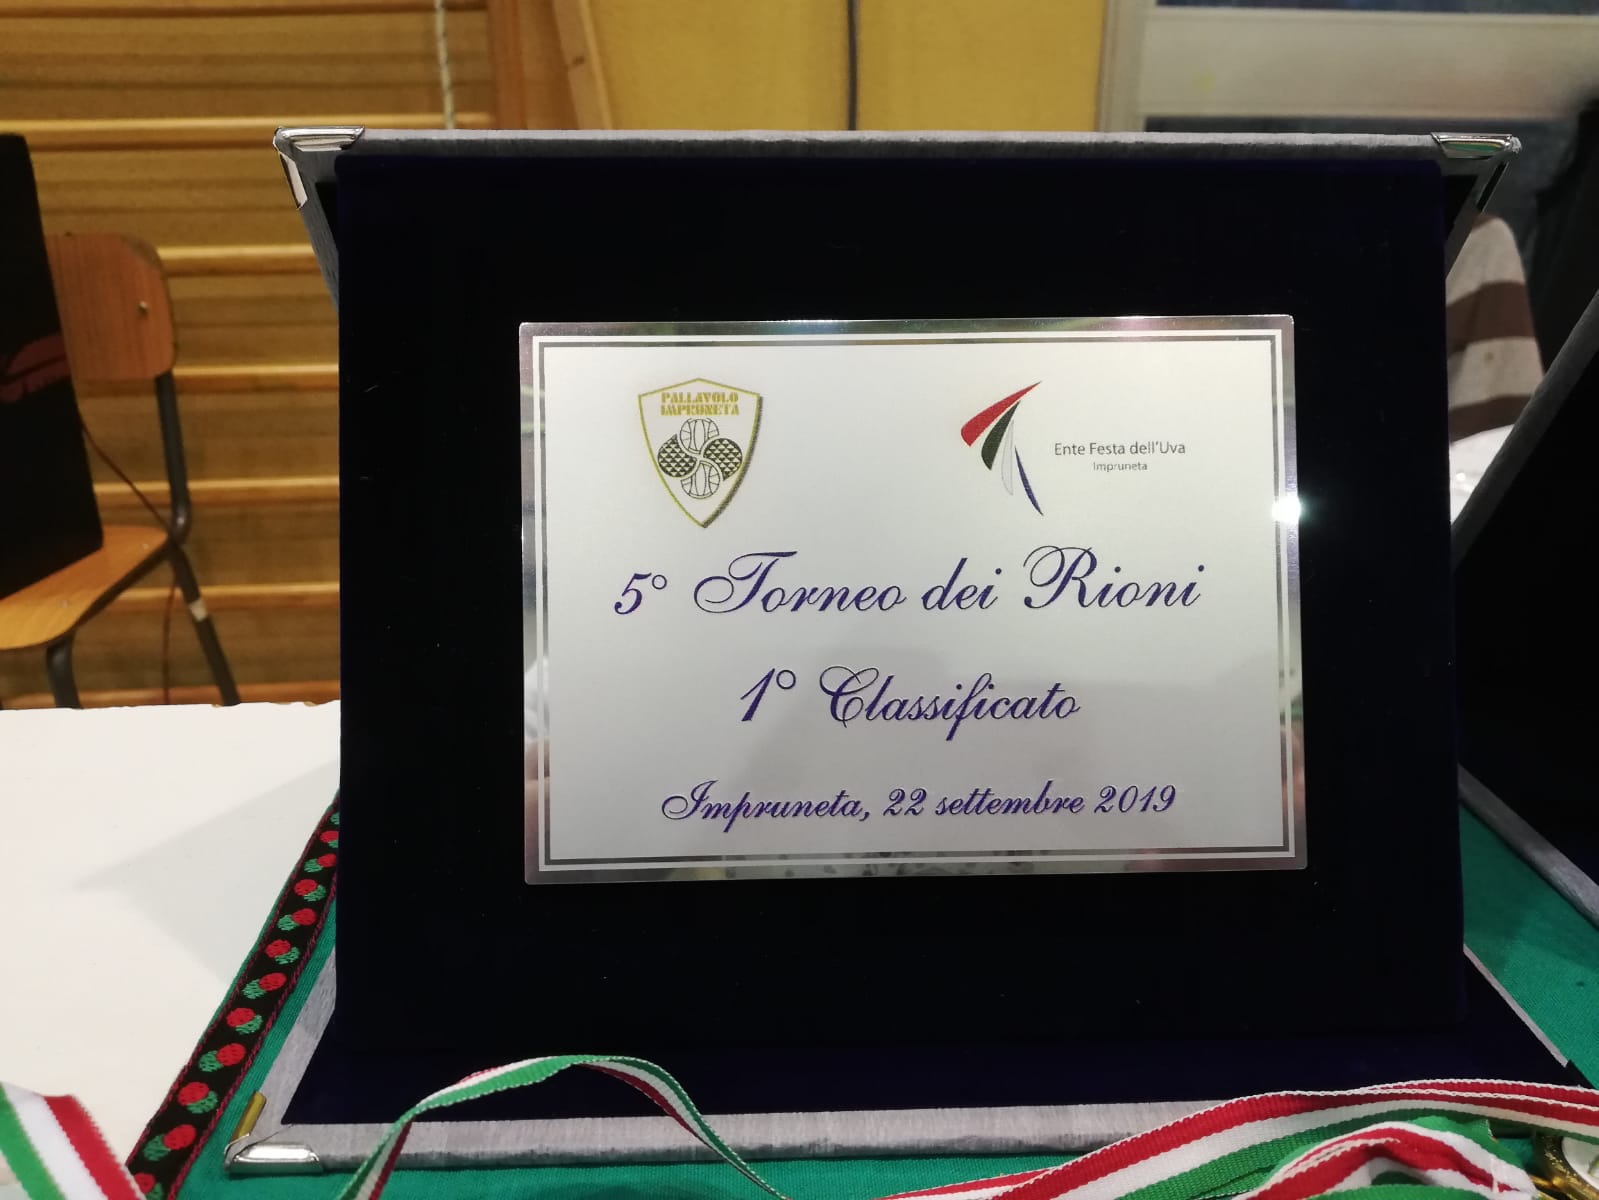 PALLAVOLO
IMPRUNETA
Ente Festa dell'Uva
Impruneta
5° Torneo dei Rioni
1° Classificato
Impruneta, 22 settembre 2019